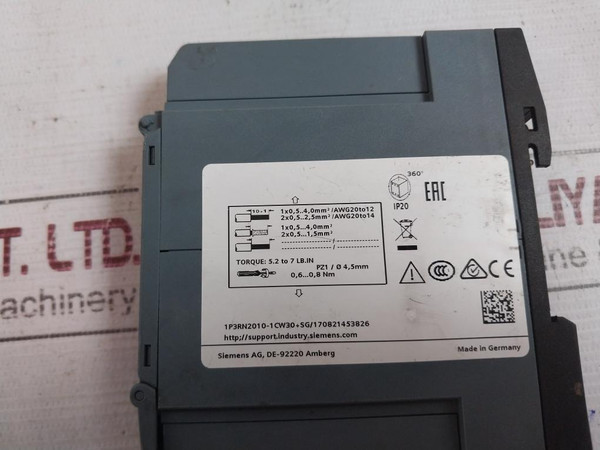 360°
IP20
EAC
10-1
1x0,5...4,0mm²/AWG20to12
2x0,5...2,5mm²/AWG20to14
1x0,5...4,0mm²
2x0,5...1,5mm²
TORQUE: 5.2 to 7 LB.IN
PZ1 / Ø 4,5mm
0,6...0,8 Nm
CCC
CE
1P3RN2010-1CW30+SG/170821453826
http://support.industry.siemens.com
Siemens AG, DE-92220 Amberg
Made in Germany
T. LTD.
achinery